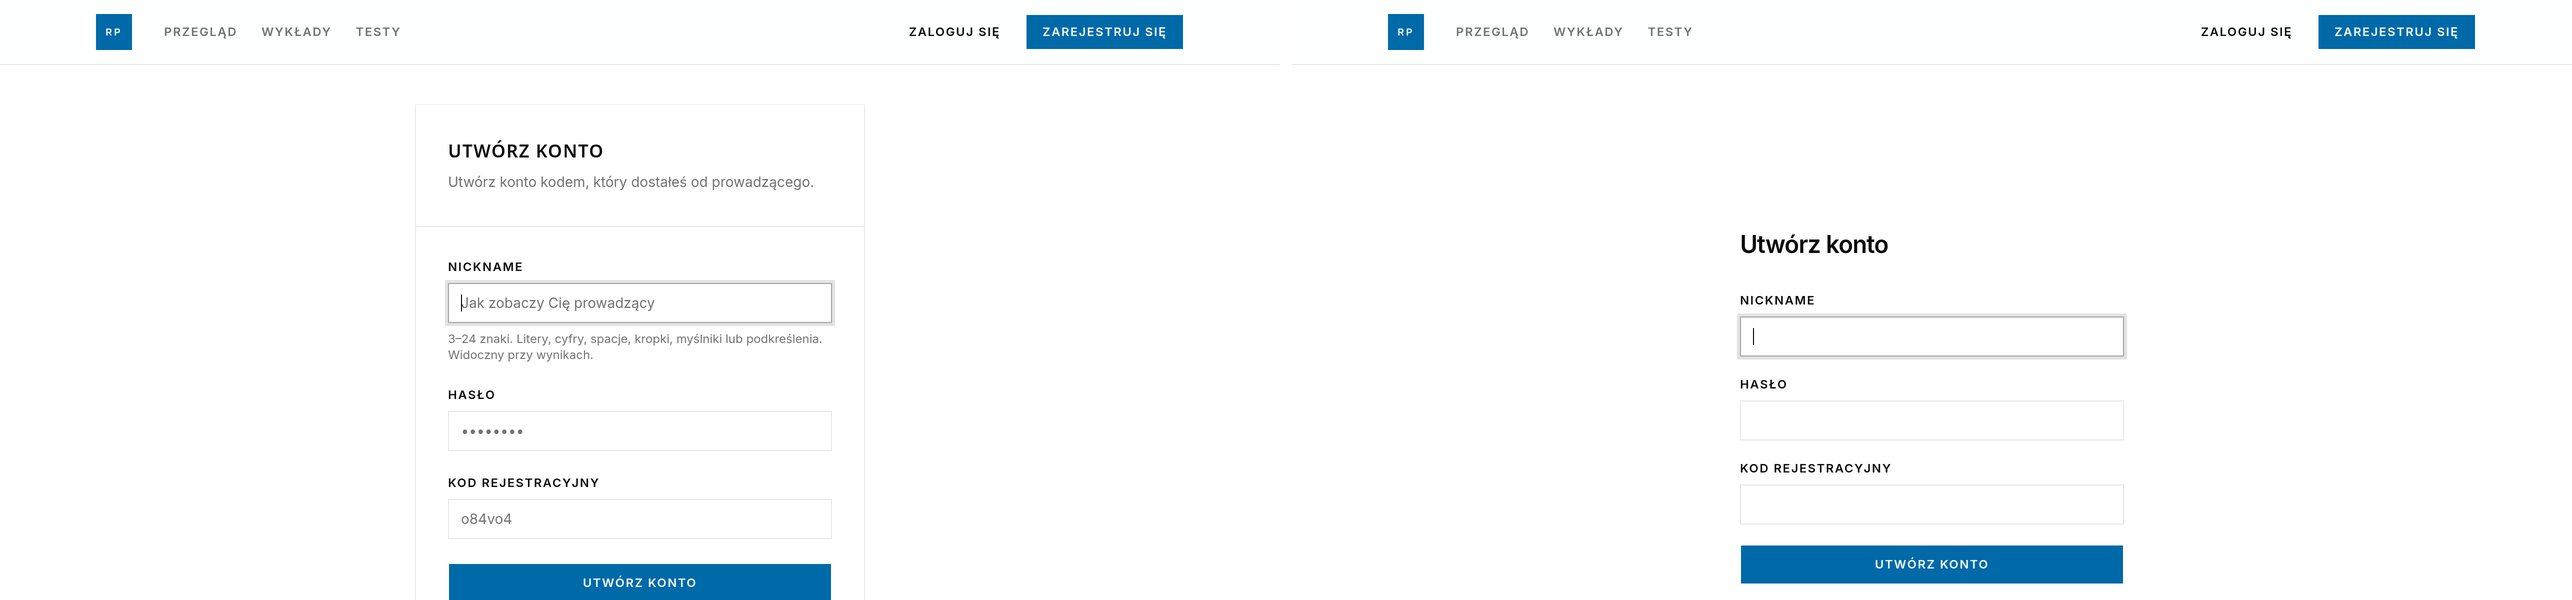 RP PRZEGLĄD WYKŁADY TESTY ZALOGUJ SIĘ ZAREJESTRUJ SIĘ
UTWÓRZ KONTO
Utwórz konto kodem, który dostałeś od prowadzącego.
NICKNAME
Jak zobaczy Cię prowadzący
3–24 znaki. Litery, cyfry, spacje, kropki, myślniki lub podkreślenia.
Widoczny przy wynikach.
HASŁO
••••••••
KOD REJESTRACYJNY
o84vo4
UTWÓRZ KONTO
RP PRZEGLĄD WYKŁADY TESTY ZALOGUJ SIĘ ZAREJESTRUJ SIĘ
Utwórz konto
NICKNAME
HASŁO
KOD REJESTRACYJNY
UTWÓRZ KONTO